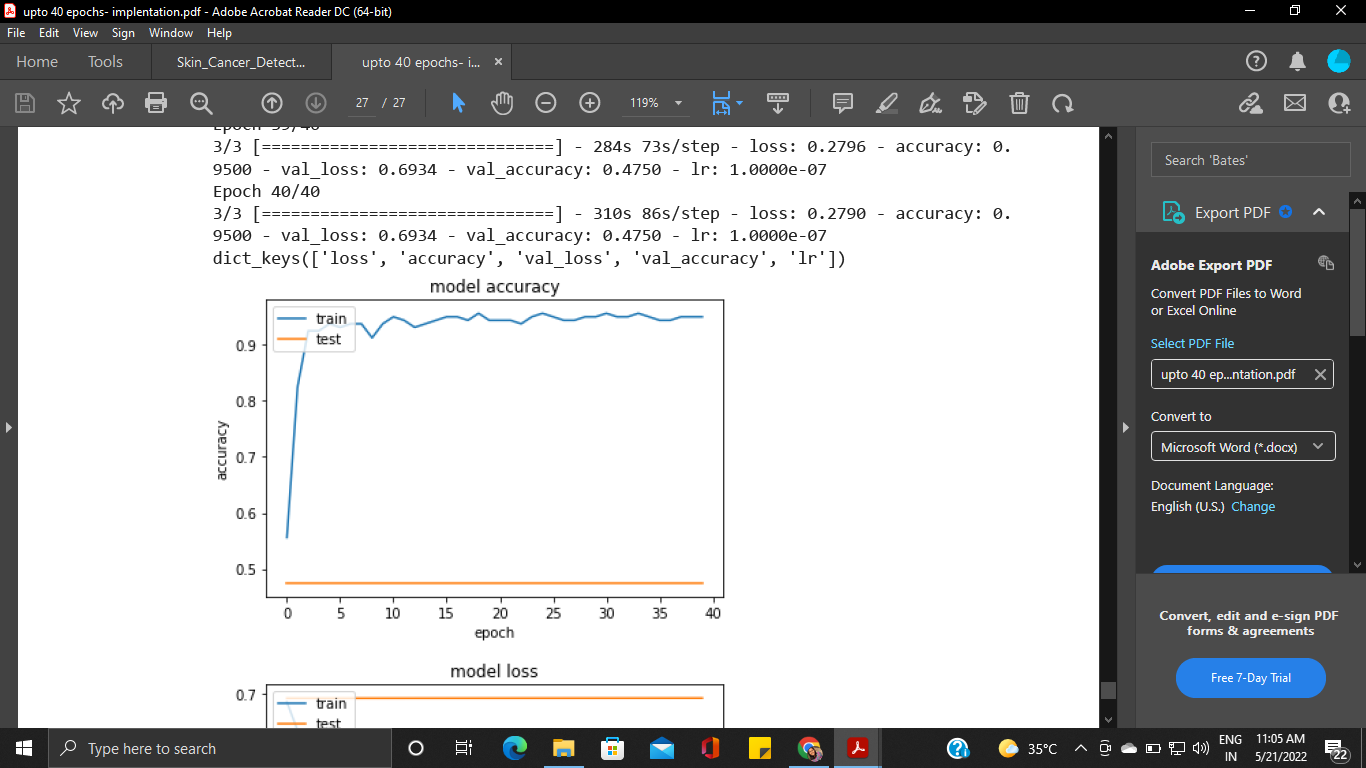 upto 40 epochs- implentation.pdf - Adobe Acrobat Reader DC (64-bit)
File Edit View Sign Window Help
Home Tools Skin_Cancer_Detect... upto 40 epochs- i... ×
27 / 27 119%
3/3 [==============================] - 284s 73s/step - loss: 0.2796 - accuracy: 0.
9500 - val_loss: 0.6934 - val_accuracy: 0.4750 - lr: 1.0000e-07
Epoch 40/40
3/3 [==============================] - 310s 86s/step - loss: 0.2790 - accuracy: 0.
9500 - val_loss: 0.6934 - val_accuracy: 0.4750 - lr: 1.0000e-07
dict_keys(['loss', 'accuracy', 'val_loss', 'val_accuracy', 'lr'])
model accuracy
train
test
0.9
0.8
0.7
0.6
0.5
accuracy
0 5 10 15 20 25 30 35 40
epoch
model loss
0.7
train
test
Search 'Bates'
Export PDF
Adobe Export PDF
Convert PDF Files to Word
or Excel Online
Select PDF File
upto 40 ep...ntation.pdf
Convert to
Microsoft Word (*.docx)
Document Language:
English (U.S.) Change
Convert, edit and e-sign PDF
forms & agreements
Free 7-Day Trial
Type here to search
35°C
ENG
IN
11:05 AM
5/21/2022
22